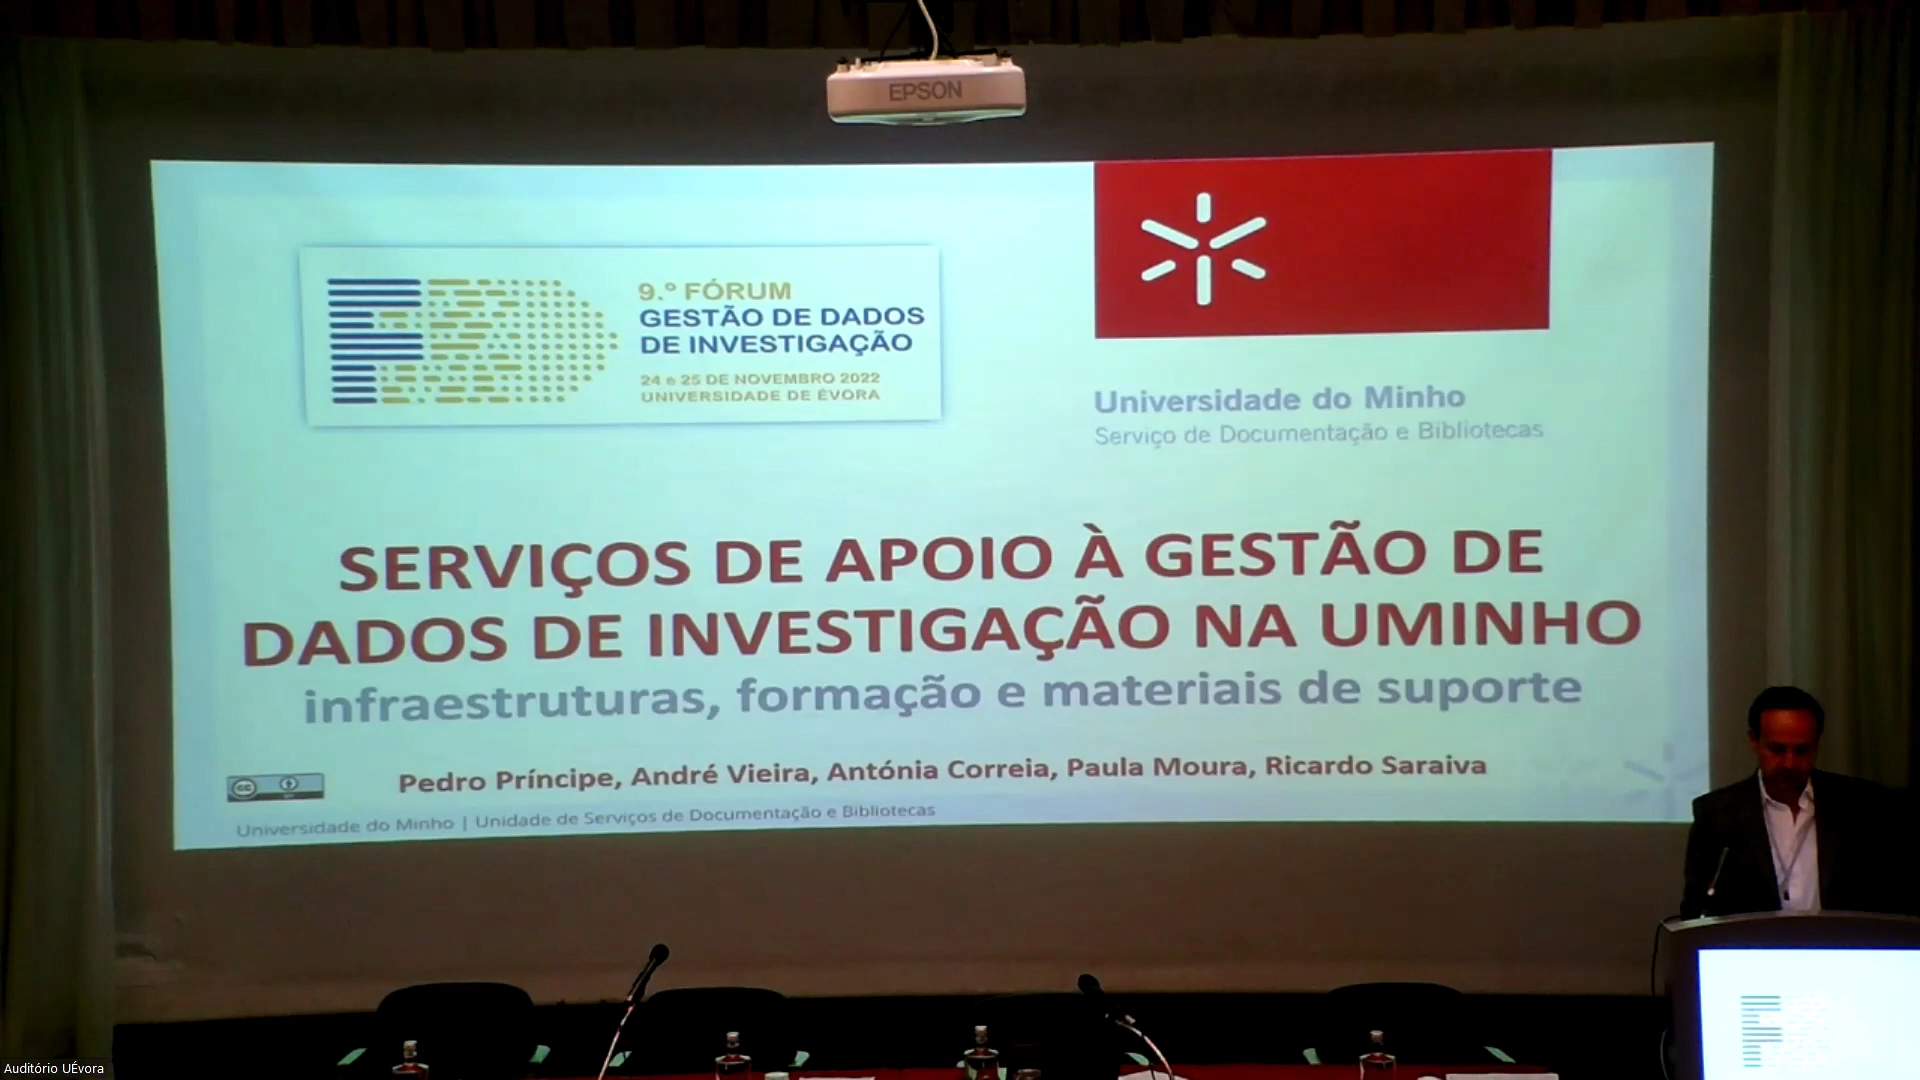 EPSON
9.º FÓRUM
GESTÃO DE DADOS
DE INVESTIGAÇÃO
24 e 25 DE NOVEMBRO 2022
UNIVERSIDADE DE ÉVORA
Universidade do Minho
Serviço de Documentação e Bibliotecas
SERVIÇOS DE APOIO À GESTÃO DE
DADOS DE INVESTIGAÇÃO NA UMINHO
infraestruturas, formação e materiais de suporte
Pedro Príncipe, André Vieira, Antónia Correia, Paula Moura, Ricardo Saraiva
cc
Universidade do Minho | Unidade de Serviços de Documentação e Bibliotecas
Auditório UÉvora